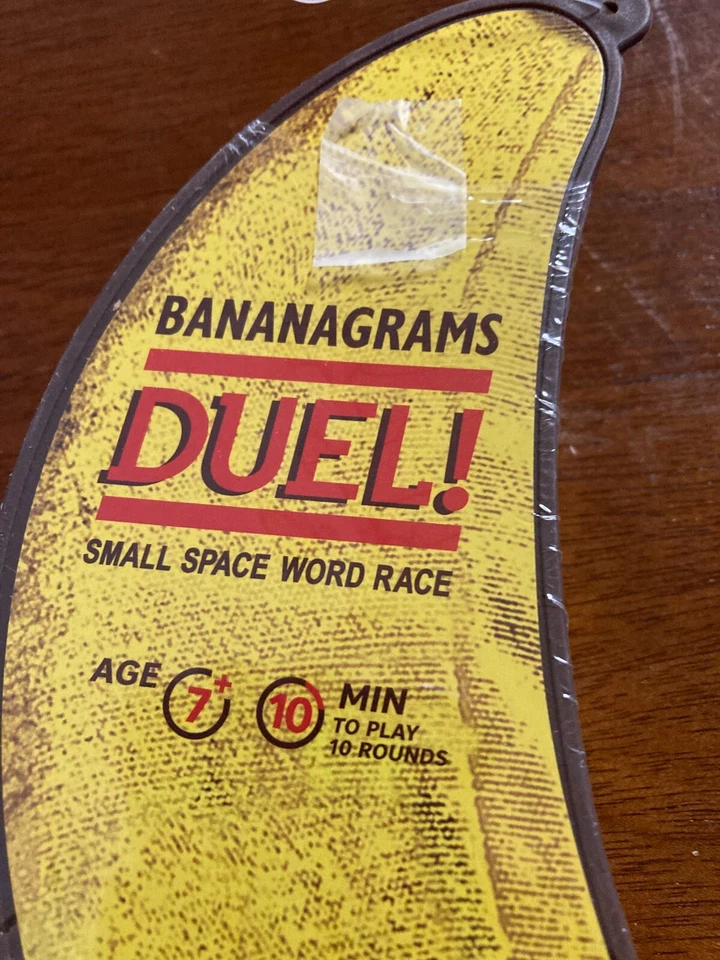 BANANAGRAMS
DUEL!
SMALL SPACE WORD RACE
AGE 7+ 10 MIN
TO PLAY
10 ROUNDS